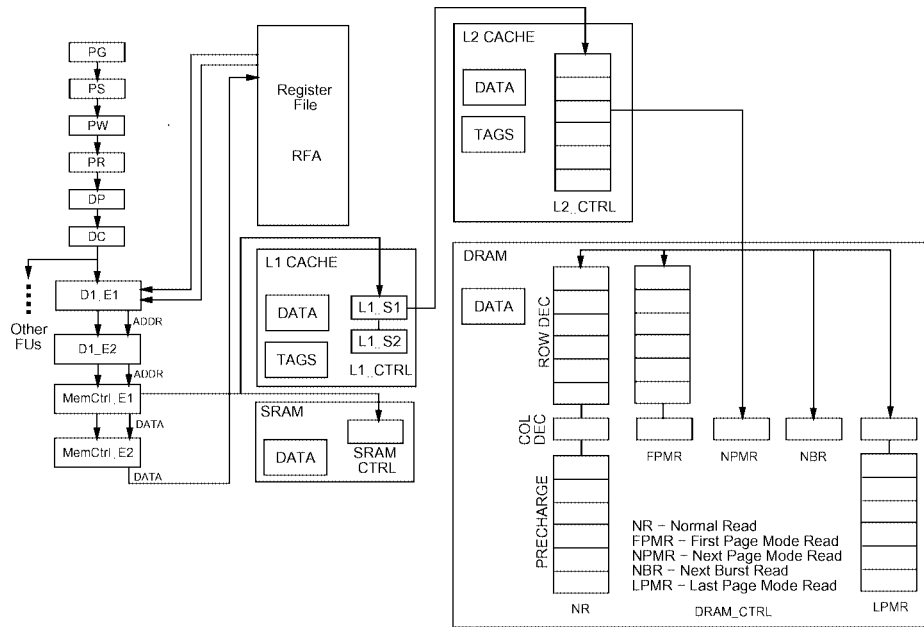 PG
PS
PW
PR
DP
DC
Other
FUs
D1_E1
ADDR
D1_E2
ADDR
MemCtrl_E1
DATA
MemCtrl_E2
DATA
Register
File
RFA
L1 CACHE
DATA
TAGS
L1_S1
L1_S2
L1_CTRL
SRAM
DATA
SRAM
CTRL
L2 CACHE
DATA
TAGS
L2_CTRL
DRAM
DATA
ROW DEC
COL
DEC
PRECHARGE
FPMR
NPMR
NBR
NR – Normal Read
FPMR – First Page Mode Read
NPMR – Next Page Mode Read
NBR – Next Burst Read
LPMR – Last Page Mode Read
NR
DRAM_CTRL
LPMR